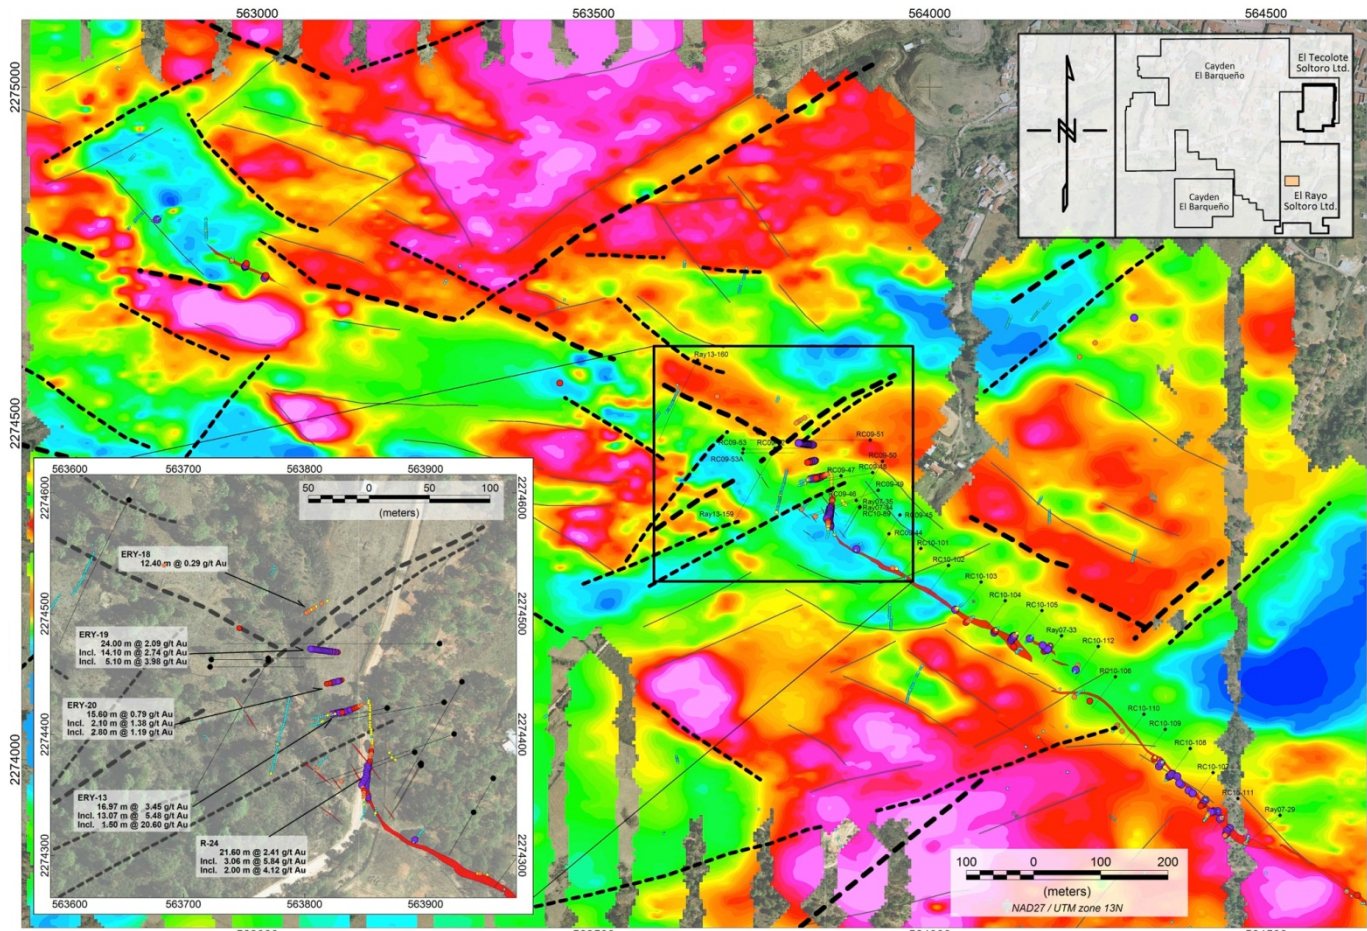 563000
563500
564000
564500
2275000
2274500
2274000
N
Cayden
El Barqueño
El Tecolote
Soltoro Ltd.
Cayden
El Barqueño
El Rayo
Soltoro Ltd.
Ray13-160
RC09-53
RC09-53A
RC09-51
RC09-50
RC09-48
RC09-47
RC09-49
RC09-46
Ray07-35
Ray07-34
RC10-89
RC09-45
RC09-44
Ray13-159
RC10-101
RC10-102
RC10-103
RC10-104
RC10-105
Ray07-33
RC10-112
RC10-106
RC10-110
RC10-109
RC10-108
RC10-107
RC10-111
Ray07-29
563600
563700
563800
563900
50 0 50 100
(meters)
2274600
2274500
2274400
2274300
2274600
2274500
2274400
2274300
ERY-18
12.40 m @ 0.29 g/t Au
ERY-19
24.00 m @ 2.09 g/t Au
Incl. 14.10 m @ 2.74 g/t Au
Incl. 5.10 m @ 3.98 g/t Au
ERY-20
15.60 m @ 0.79 g/t Au
Incl. 2.10 m @ 1.38 g/t Au
Incl. 2.80 m @ 1.19 g/t Au
ERY-13
16.97 m @ 3.45 g/t Au
Incl. 13.07 m @ 5.48 g/t Au
Incl. 1.50 m @ 20.60 g/t Au
R-24
21.60 m @ 2.41 g/t Au
Incl. 3.06 m @ 5.84 g/t Au
Incl. 2.00 m @ 4.12 g/t Au
563600
563700
563800
563900
100 0 100 200
(meters)
NAD27 / UTM zone 13N